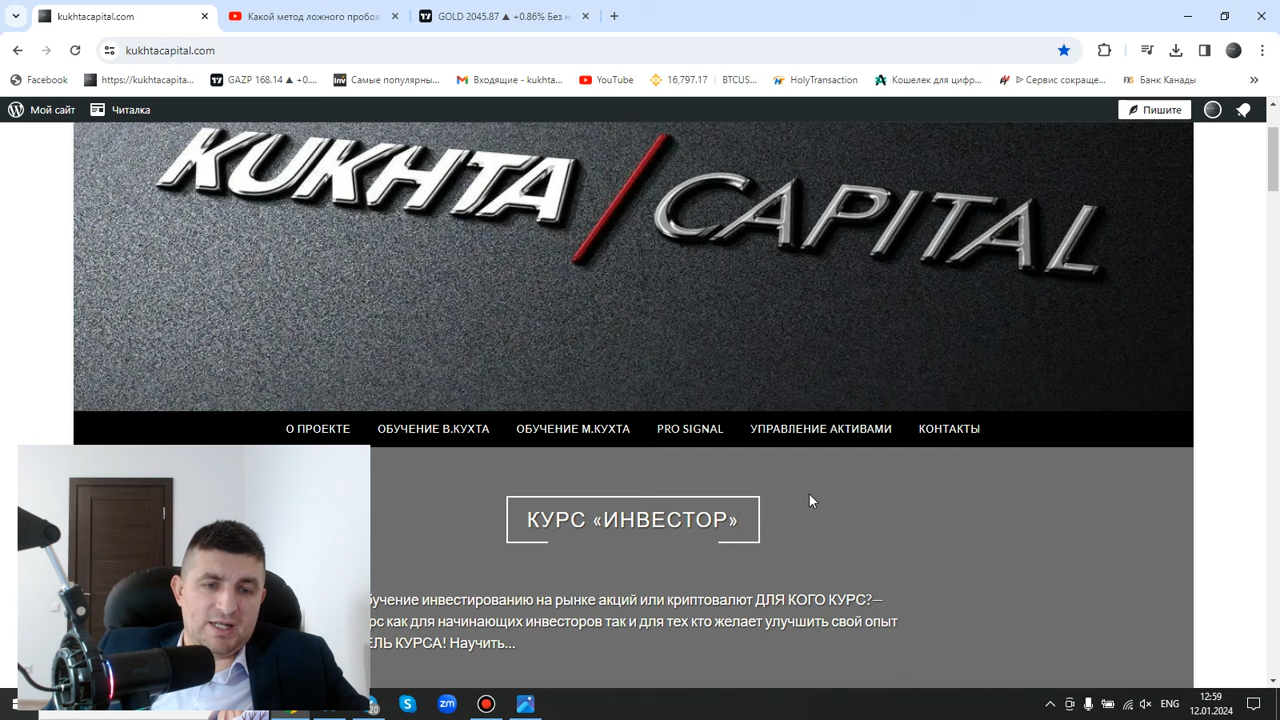 kukhtacapital.com
Какой метод ложного пробоя
GOLD 2045.87 ▲ +0.86% Без н
kukhtacapital.com
Facebook
https://kukhtacapita...
GAZP 168.14 ▲ +0....
Самые популярны...
Входящие - kukhta...
YouTube
16,797.17 | BTCUS...
HolyTransaction
Кошелек для цифр...
Сервис сокраще...
Банк Канады
Мой сайт
Читалка
Пишите
KUKHTA/CAPITAL
О ПРОЕКТЕ
ОБУЧЕНИЕ В.КУХТА
ОБУЧЕНИЕ М.КУХТА
PRO SIGNAL
УПРАВЛЕНИЕ АКТИВАМИ
КОНТАКТЫ
КУРС «ИНВЕСТОР»
бучение инвестированию на рынке акций или криптовалют ДЛЯ КОГО КУРС?—
рс как для начинающих инвесторов так и для тех кто желает улучшить свой опыт
ЕЛЬ КУРСА! Научить...
ENG
12:59
12.01.2024